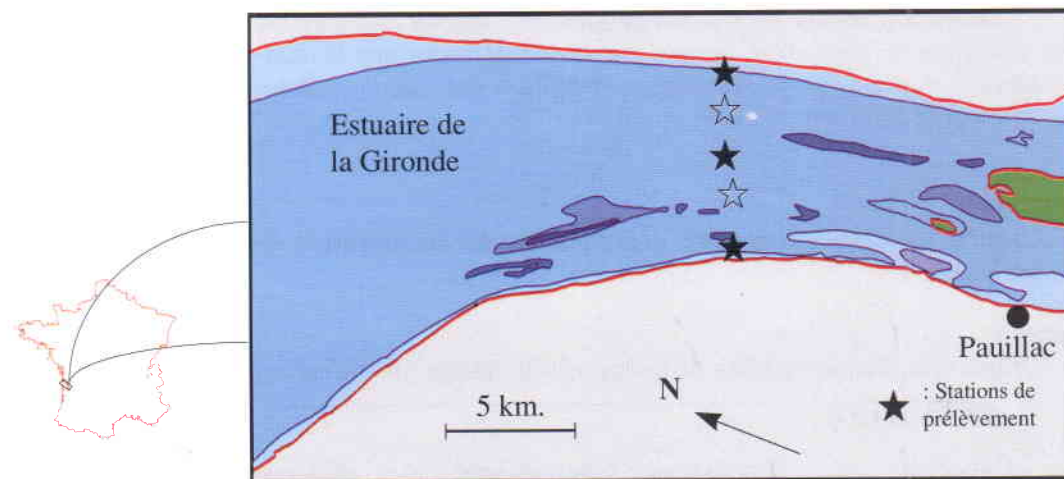 Estuaire de
la Gironde
Pauillac
N
5 km.
: Stations de
prélèvement